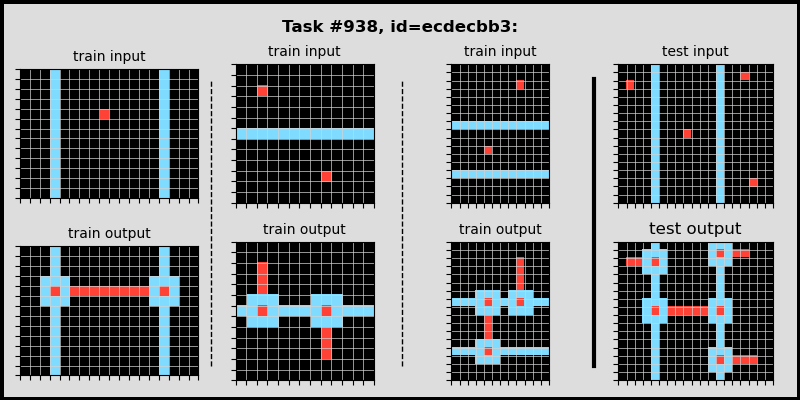 Task #938, id=ecdecbb3:
train input
train input
train input
test input
train output
train output
train output
test output